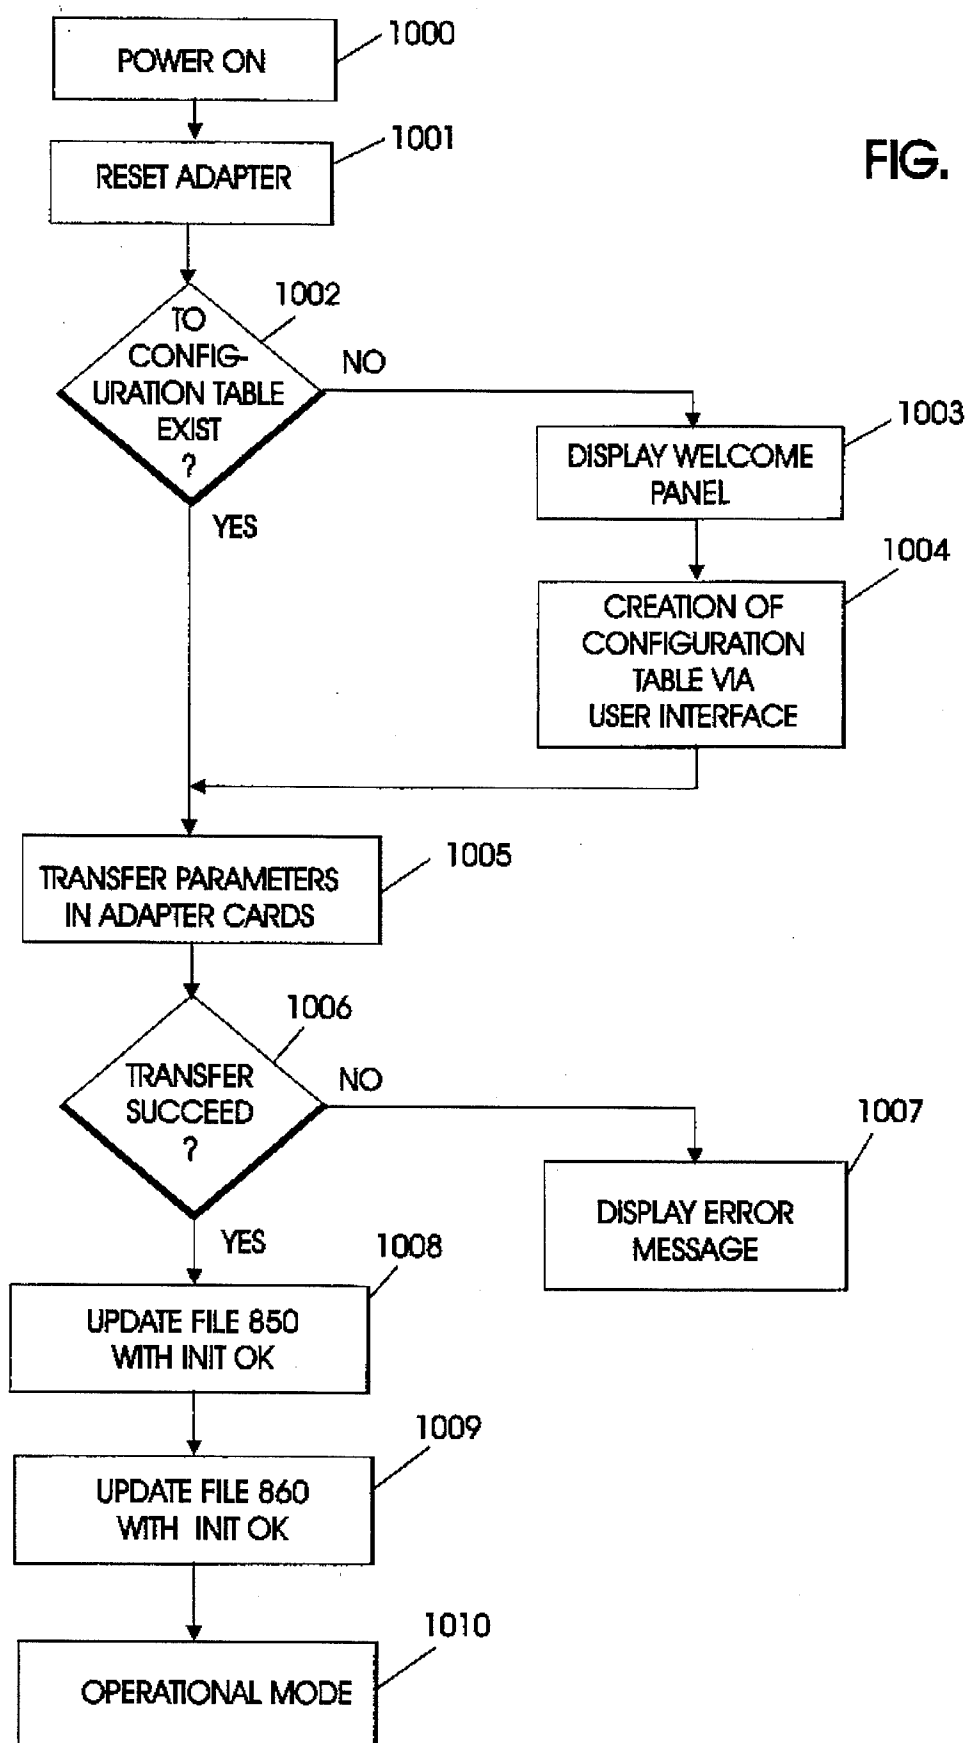 1000
POWER ON
1001
RESET ADAPTER
FIG.
1002
TO
CONFIG-
URATION TABLE
EXIST
?
NO
YES
1003
DISPLAY WELCOME
PANEL
1004
CREATION OF
CONFIGURATION
TABLE VIA
USER INTERFACE
1005
TRANSFER PARAMETERS
IN ADAPTER CARDS
1006
TRANSFER
SUCCEED
?
NO
YES
1007
DISPLAY ERROR
MESSAGE
1008
UPDATE FILE 850
WITH INIT OK
1009
UPDATE FILE 860
WITH INIT OK
1010
OPERATIONAL MODE